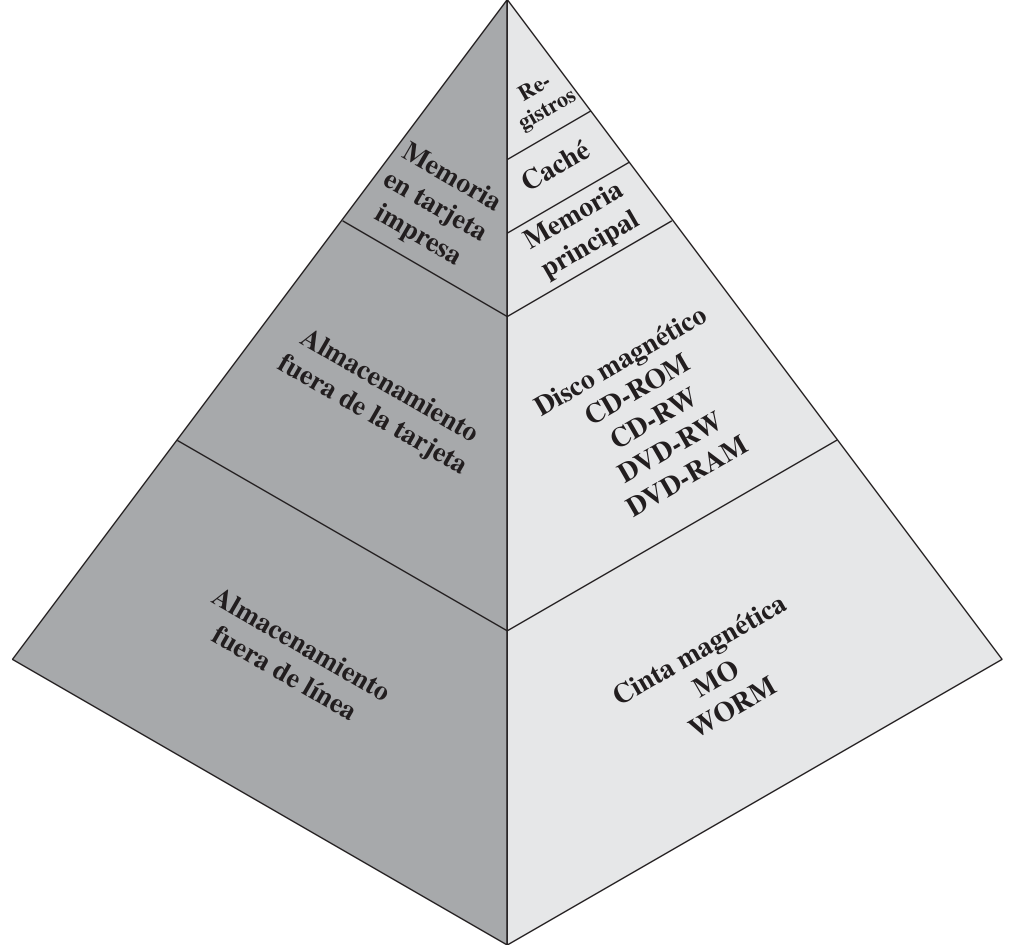 Memoria
en tarjeta
impresa
Re-
gistros
Caché
Memoria
principal
Almacenamiento
fuera de la tarjeta
Disco magnético
CD-ROM
CD-RW
DVD-RW
DVD-RAM
Almacenamiento
fuera de línea
Cinta magnética
MO
WORM